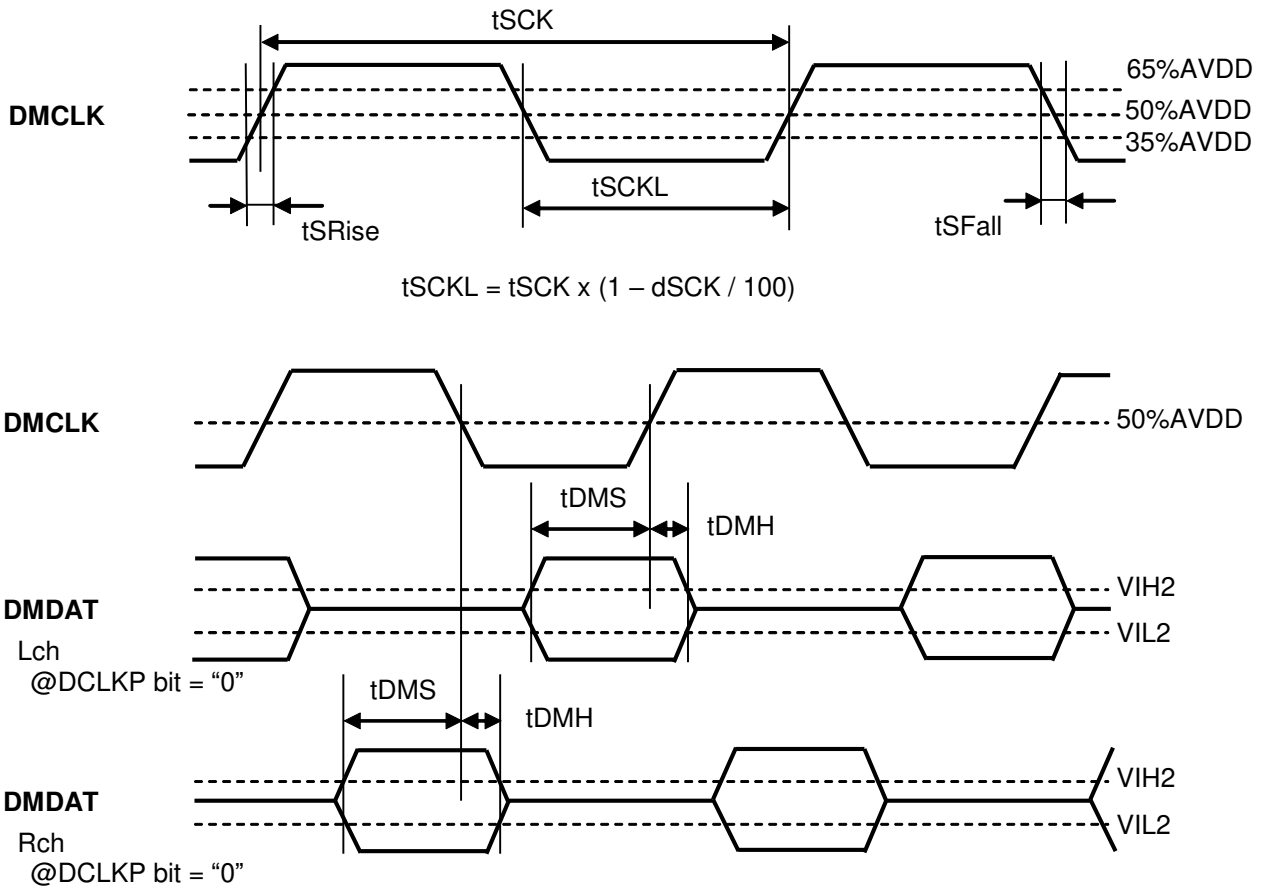 tSCK
65%AVDD
DMCLK
50%AVDD
35%AVDD
tSCKL
tSRise
tSFall
tSCKL = tSCK x (1 – dSCK / 100)
DMCLK
50%AVDD
tDMS
tDMH
VIH2
DMDAT
VIL2
Lch
@DCLKP bit = “0”
tDMS
tDMH
VIH2
DMDAT
VIL2
Rch
@DCLKP bit = “0”